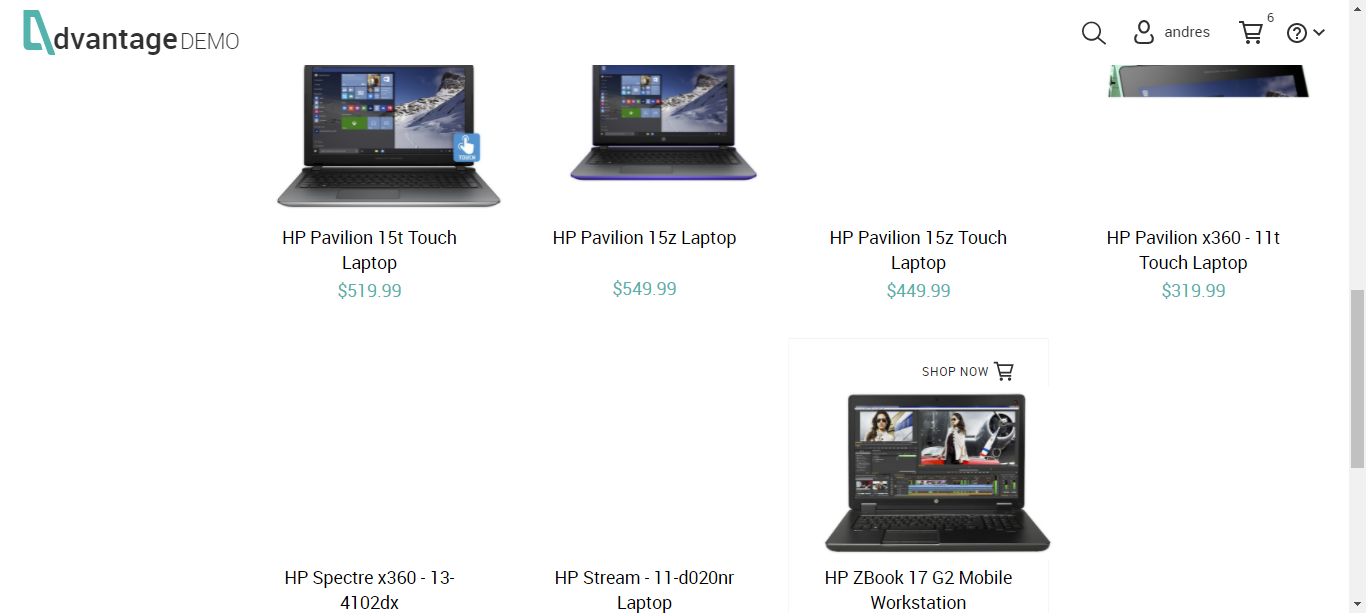 dvantage DEMO
andres
6
HP Pavilion 15t Touch
Laptop
$519.99
HP Pavilion 15z Laptop
$549.99
HP Pavilion 15z Touch
Laptop
$449.99
HP Pavilion x360 - 11t
Touch Laptop
$319.99
TOUCH
SHOP NOW
HP Spectre x360 - 13-
4102dx
HP Stream - 11-d020nr
Laptop
HP ZBook 17 G2 Mobile
Workstation